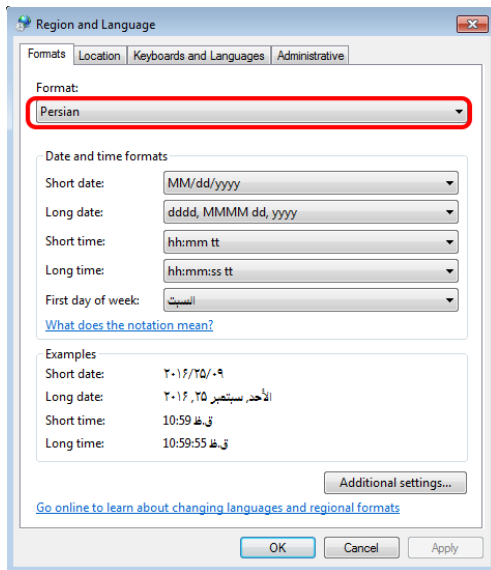 Region and Language
Formats Location Keyboards and Languages Administrative
Format:
Persian
Date and time formats
Short date: MM/dd/yyyy
Long date: dddd, MMMM dd, yyyy
Short time: hh:mm tt
Long time: hh:mm:ss tt
First day of week: السبت
What does the notation mean?
Examples
Short date: ۲۰۱۶/۲۵/۰۹
Long date: الأحد, سبتمبر ۲۵, ۲۰۱۶
Short time: 10:59 ق.ظ
Long time: 10:59:55 ق.ظ
Additional settings...
Go online to learn about changing languages and regional formats
OK Cancel Apply